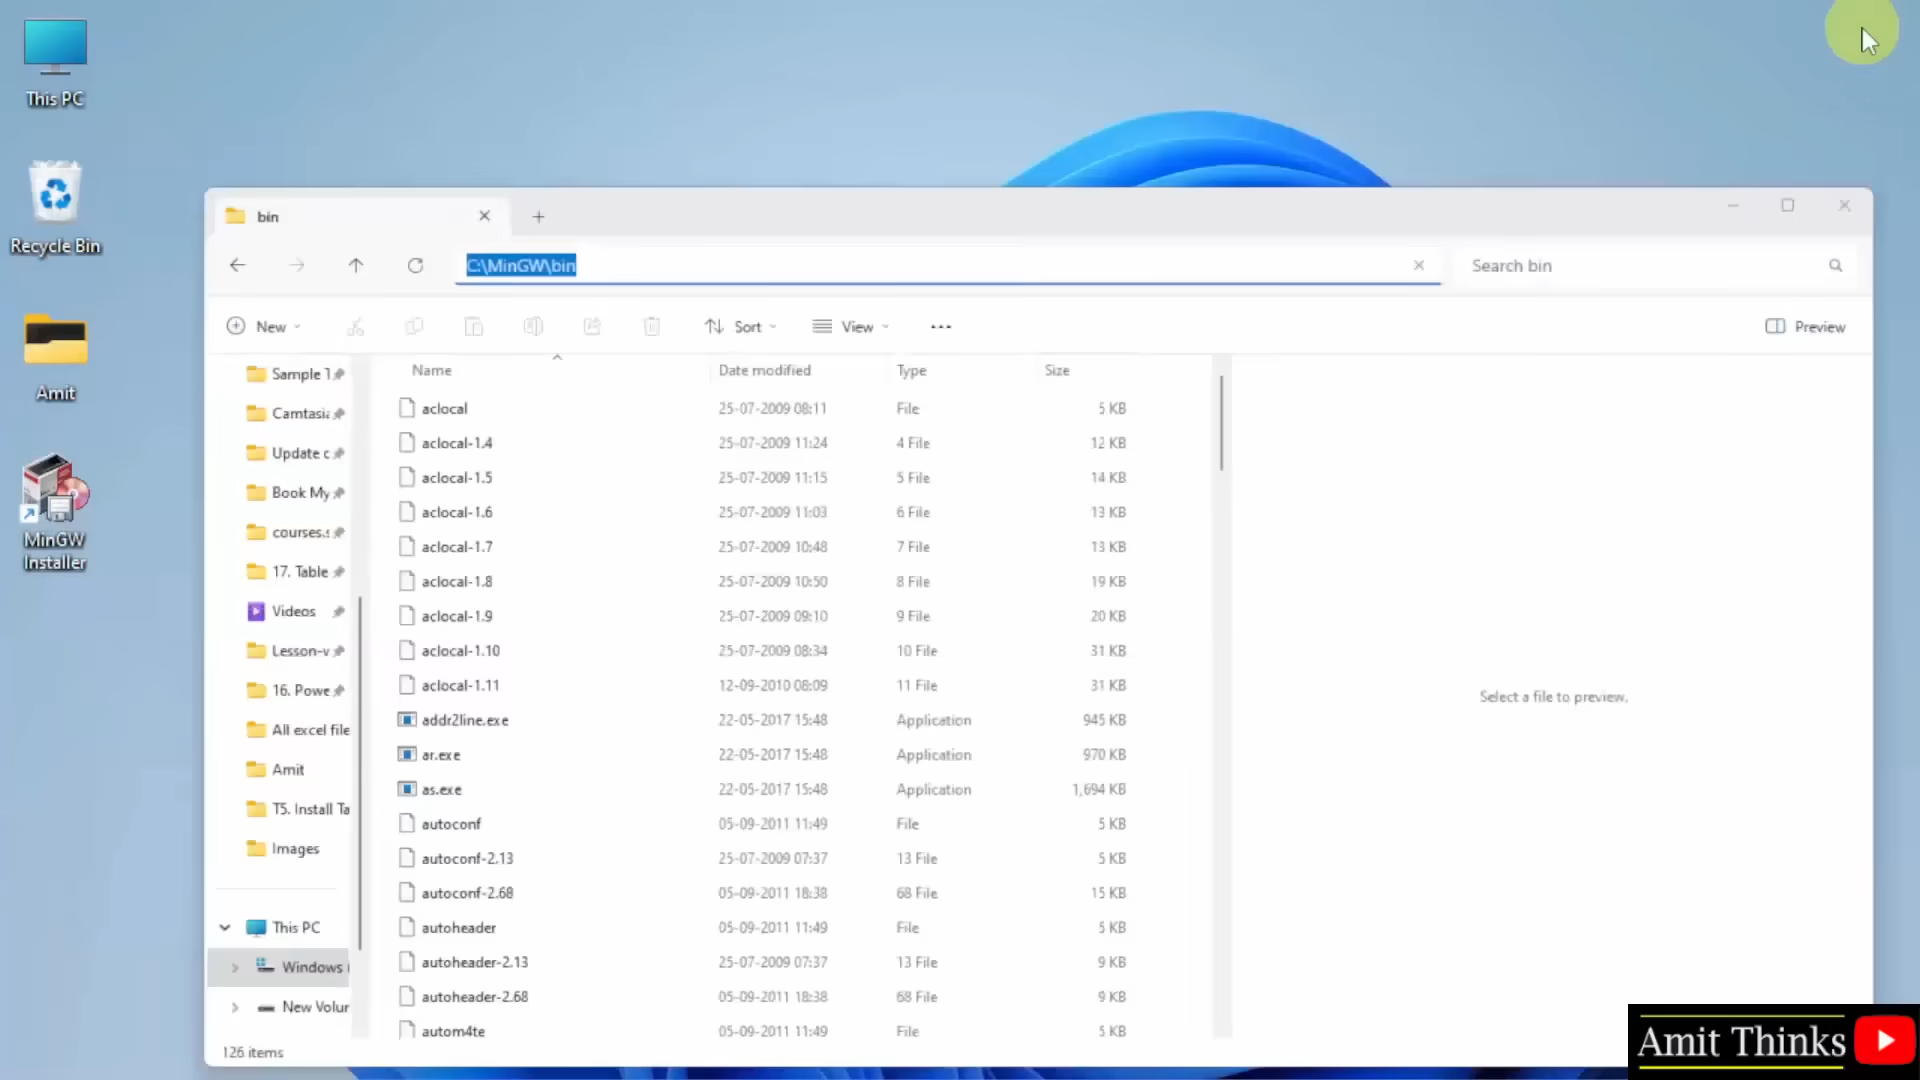 This PC
Recycle Bin
Amit
MinGW
Installer
bin
C:\MinGW\bin
Search bin
New
Sort
View
Preview
Sample T
Camtasia
Update c
Book My
courses.s
17. Table
Videos
Lesson-v
16. Powe
All excel file
Amit
T5. Install Ta
Images
This PC
Windows (
New Volur
Name Date modified Type Size
aclocal 25-07-2009 08:11 File 5 KB
aclocal-1.4 25-07-2009 11:24 4 File 12 KB
aclocal-1.5 25-07-2009 11:15 5 File 14 KB
aclocal-1.6 25-07-2009 11:03 6 File 13 KB
aclocal-1.7 25-07-2009 10:48 7 File 13 KB
aclocal-1.8 25-07-2009 10:50 8 File 19 KB
aclocal-1.9 25-07-2009 09:10 9 File 20 KB
aclocal-1.10 25-07-2009 08:34 10 File 31 KB
aclocal-1.11 12-09-2010 08:09 11 File 31 KB
addr2line.exe 22-05-2017 15:48 Application 945 KB
ar.exe 22-05-2017 15:48 Application 970 KB
as.exe 22-05-2017 15:48 Application 1,694 KB
autoconf 05-09-2011 11:49 File 5 KB
autoconf-2.13 25-07-2009 07:37 13 File 5 KB
autoconf-2.68 05-09-2011 18:38 68 File 15 KB
autoheader 05-09-2011 11:49 File 5 KB
autoheader-2.13 25-07-2009 07:37 13 File 9 KB
autoheader-2.68 05-09-2011 18:38 68 File 9 KB
autom4te 05-09-2011 11:49 File 5 KB
Select a file to preview.
126 items
Amit Thinks